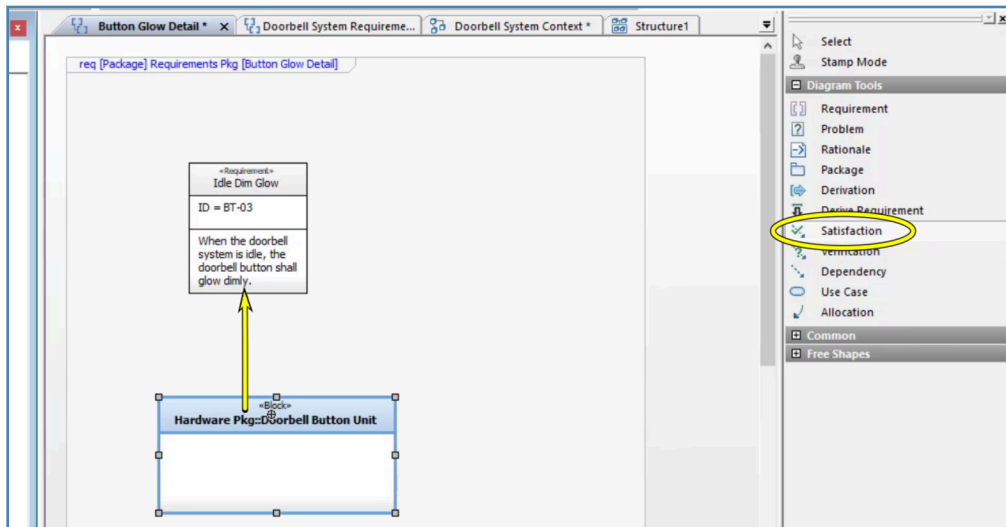 Button Glow Detail *
Doorbell System Requireme...
Doorbell System Context *
Structure1
req [Package] Requirements Pkg [Button Glow Detail]
«Requirement»
Idle Dim Glow
ID = BT-03
When the doorbell
system is idle, the
doorbell button shall
glow dimly.
«Block»
Hardware Pkg::Doorbell Button Unit
Select
Stamp Mode
Diagram Tools
Requirement
Problem
Rationale
Package
Derivation
Derive Requirement
Satisfaction
Verification
Dependency
Use Case
Allocation
Common
Free Shapes